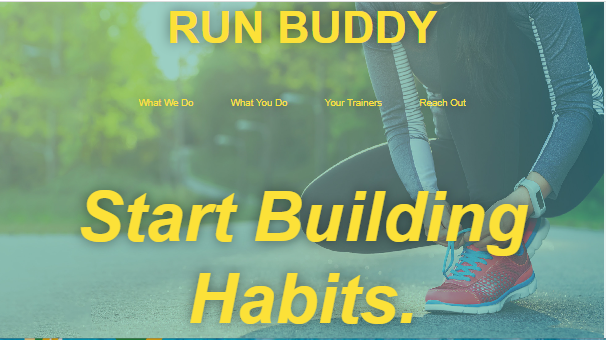 RUN BUDDY
What We Do
What You Do
Your Trainers
Reach Out
Start Building
Habits.